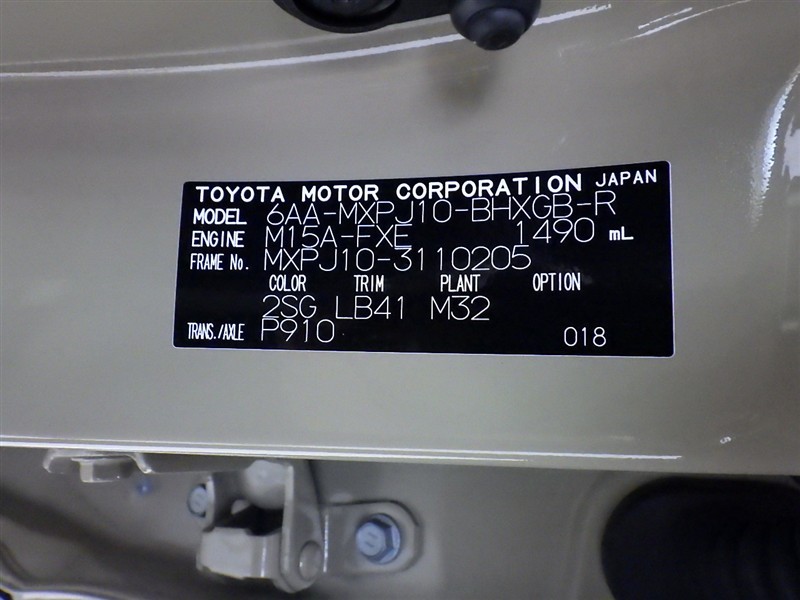 TOYOTA MOTOR CORPORATION JAPAN
MODEL 6AA-MXPJ10-BHXGB-R
ENGINE M15A-FXE 1490 mL
FRAME No. MXPJ10-3110205
COLOR TRIM PLANT OPTION
2SG LB41 M32
TRANS./AXLE P910 018